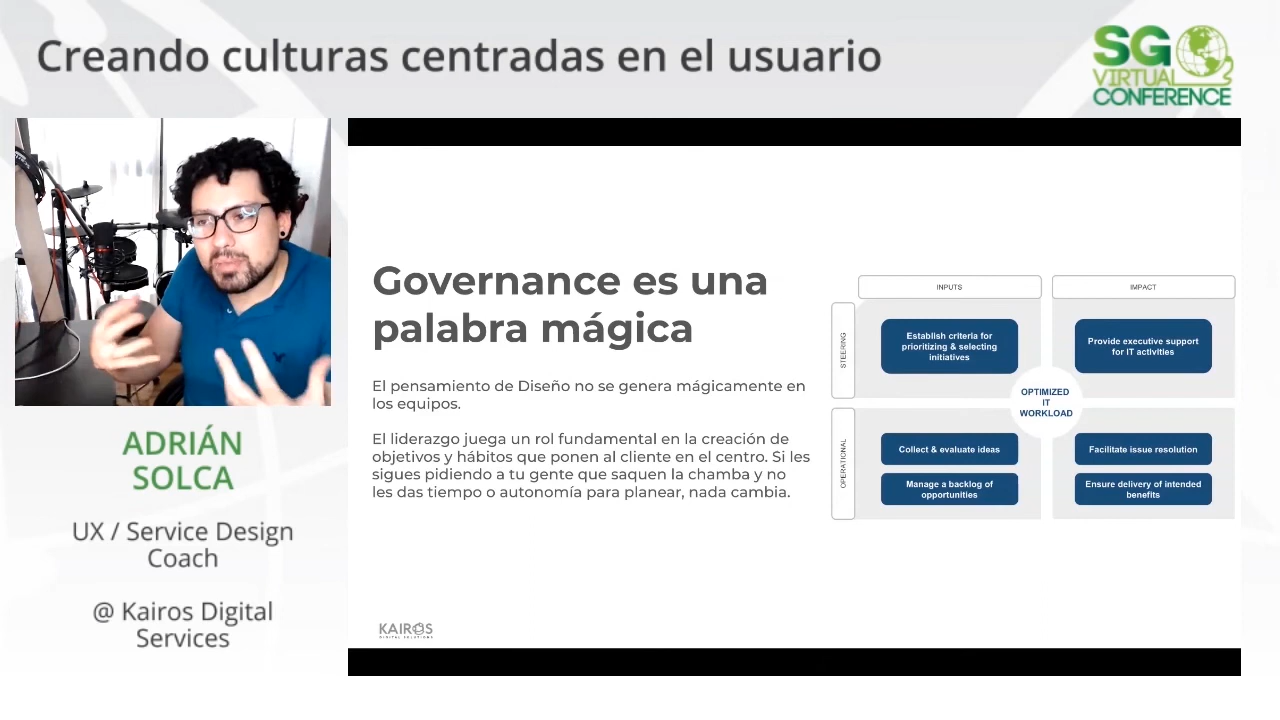 Creando culturas centradas en el usuario
SG
VIRTUAL
CONFERENCE
ADRIÁN
SOLCA
UX / Service Design
Coach
@ Kairos Digital
Services
Governance es una
palabra mágica
El pensamiento de Diseño no se genera mágicamente en
los equipos.
El liderazgo juega un rol fundamental en la creación de
objetivos y hábitos que ponen al cliente en el centro. Si les
sigues pidiendo a tu gente que saquen la chamba y no
les das tiempo o autonomía para planear, nada cambia.
INPUTS
IMPACT
STEERING
Establish criteria for
prioritizing & selecting
initiatives
Provide executive support
for IT activities
OPTIMIZED
IT
WORKLOAD
OPERATIONAL
Collect & evaluate ideas
Facilitate issue resolution
Manage a backlog of
opportunities
Ensure delivery of intended
benefits
KAIROS
DIGITAL SOLUTIONS